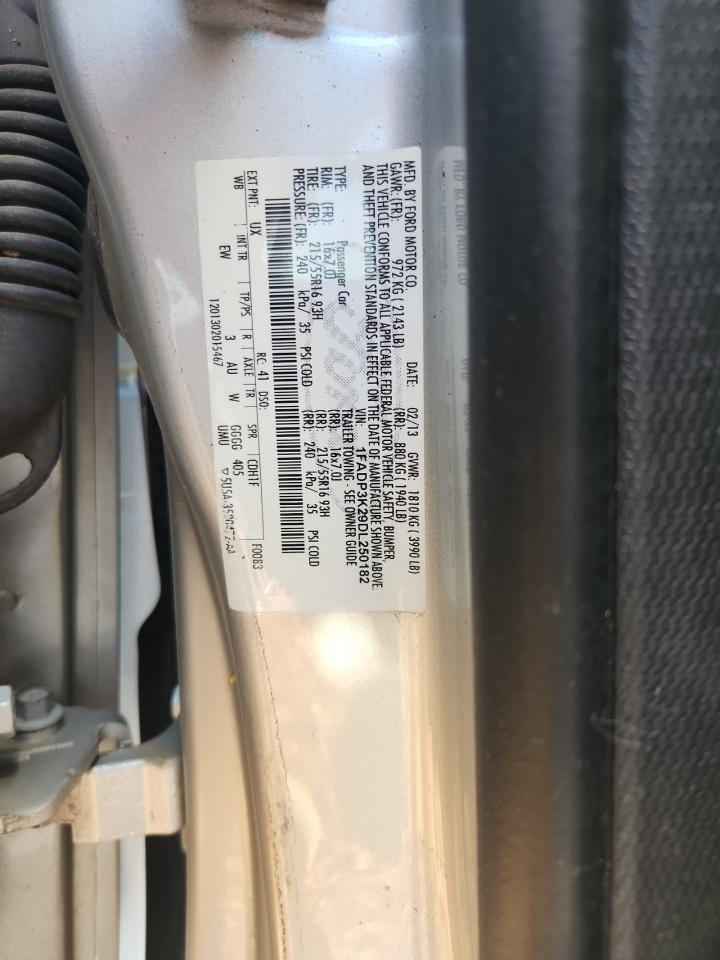 MFD. BY FORD MOTOR CO.
DATE: 02/13 GVWR: 1810 KG ( 3990 LB)
GAWR: (FR): 972 KG ( 2143 LB) (RR): 880 KG ( 1940 LB)
THIS VEHICLE CONFORMS TO ALL APPLICABLE FEDERAL MOTOR VEHICLE SAFETY, BUMPER,
AND THEFT PREVENTION STANDARDS IN EFFECT ON THE DATE OF MANUFACTURE SHOWN ABOVE.
VIN: 1FADP3K29DL250182
TYPE: Passenger Car TRAILER TOWING - SEE OWNER GUIDE
RIM: (FR): 16x7.0J (RR): 16x7.0J
TIRE: (FR): 215/55R16 93H (RR): 215/55R16 93H
PRESSURE: (FR): 240 kPa/ 35 PSI COLD (RR): 240 kPa/ 35 PSI COLD
EXT PNT: UX RC: 41 DSO: F0083
WB INT TR TP/PS R AXLE TR SPR CDH1F
EW 3 AU W GGGG 405
1201302015467 UMU